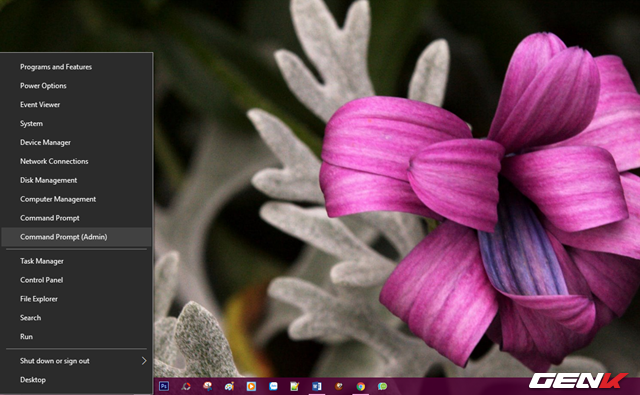 Programs and Features
Power Options
Event Viewer
System
Device Manager
Network Connections
Disk Management
Computer Management
Command Prompt
Command Prompt (Admin)
Task Manager
Control Panel
File Explorer
Search
Run
Shut down or sign out
Desktop
GENK